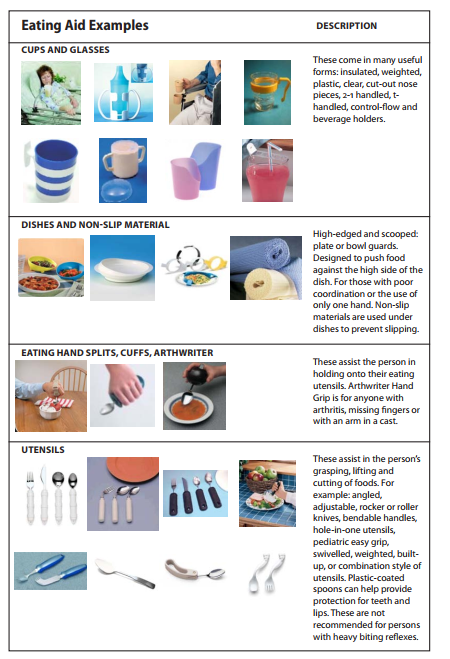 Eating Aid Examples
DESCRIPTION
CUPS AND GLASSES
These come in many useful
forms: insulated, weighted,
plastic, clear, cut-out nose
pieces, 2-1 handled, t-
handled, control-flow and
beverage holders.
DISHES AND NON-SLIP MATERIAL
High-edged and scooped:
plate or bowl guards.
Designed to push food
against the high side of the
dish. For those with poor
coordination or the use of
only one hand. Non-slip
materials are used under
dishes to prevent slipping.
EATING HAND SPLITS, CUFFS, ARTHWRITER
These assist the person in
holding onto their eating
utensils. Arthwriter Hand
Grip is for anyone with
arthritis, missing fingers or
with an arm in a cast.
UTENSILS
These assist in the person's
grasping, lifting and
cutting of foods. For
example: angled,
adjustable, rocker or roller
knives, bendable handles,
hole-in-one utensils,
pediatric easy grip,
swivelled, weighted, built-
up, or combination style of
utensils. Plastic-coated
spoons can help provide
protection for teeth and
lips. These are not
recommended for persons
with heavy biting reflexes.